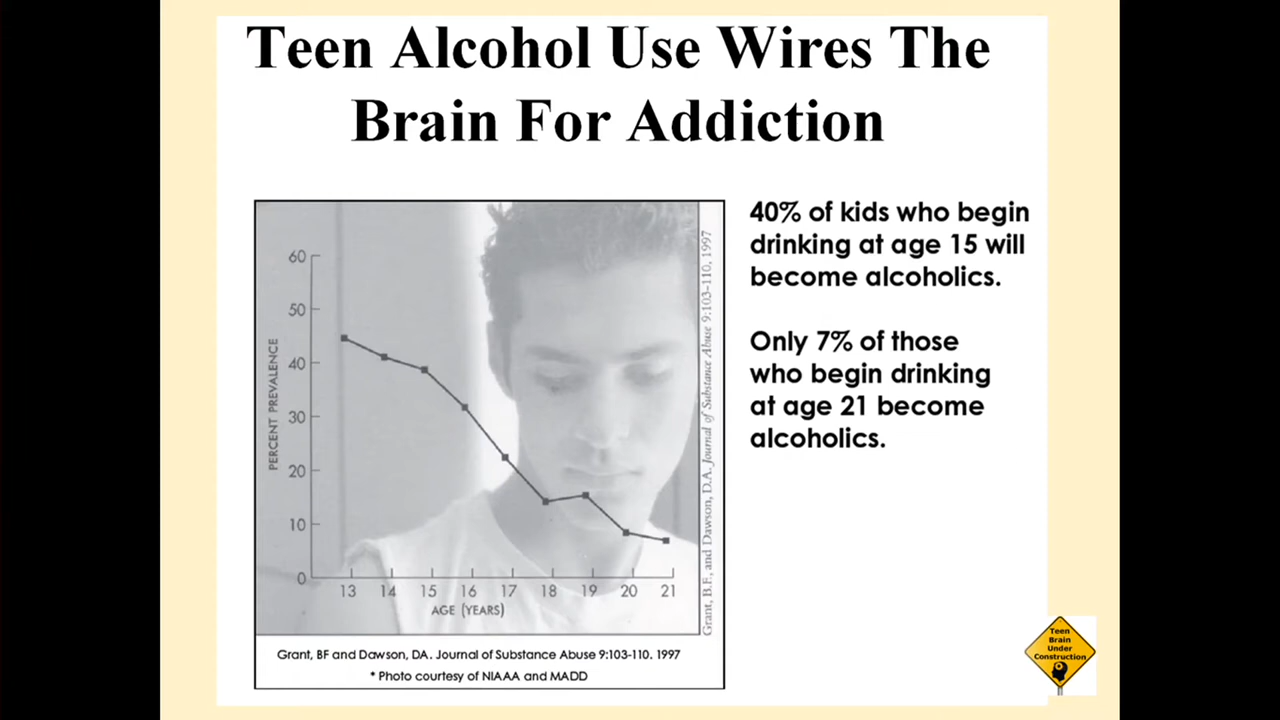 Teen Alcohol Use Wires The
Brain For Addiction
60
50
40
30
20
10
0
PERCENT PREVALENCE
13 14 15 16 17 18 19 20 21
AGE (YEARS)
Grant, B.F., and Dawson, D.A. Journal of Substance Abuse 9:103-110, 1997
Grant, BF and Dawson, DA. Journal of Substance Abuse 9:103-110. 1997
* Photo courtesy of NIAAA and MADD
40% of kids who begin
drinking at age 15 will
become alcoholics.
Only 7% of those
who begin drinking
at age 21 become
alcoholics.
Teen
Brain
Under
Construction